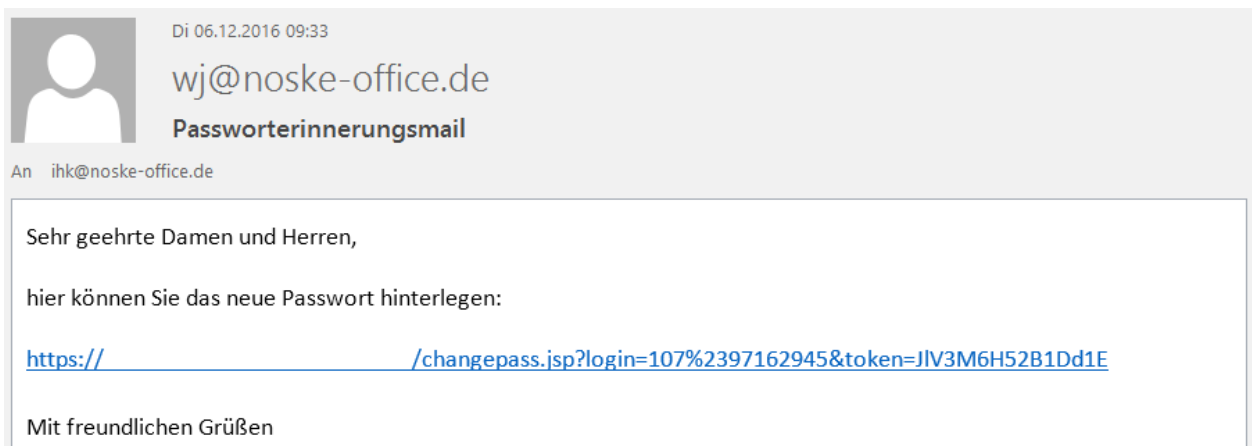 Di 06.12.2016 09:33
wj@noske-office.de
Passworterinnerungsmail
An ihk@noske-office.de
Sehr geehrte Damen und Herren,
hier können Sie das neue Passwort hinterlegen:
https:// /changepass.jsp?login=107%2397162945&token=JlV3M6H52B1Dd1E
Mit freundlichen Grüßen